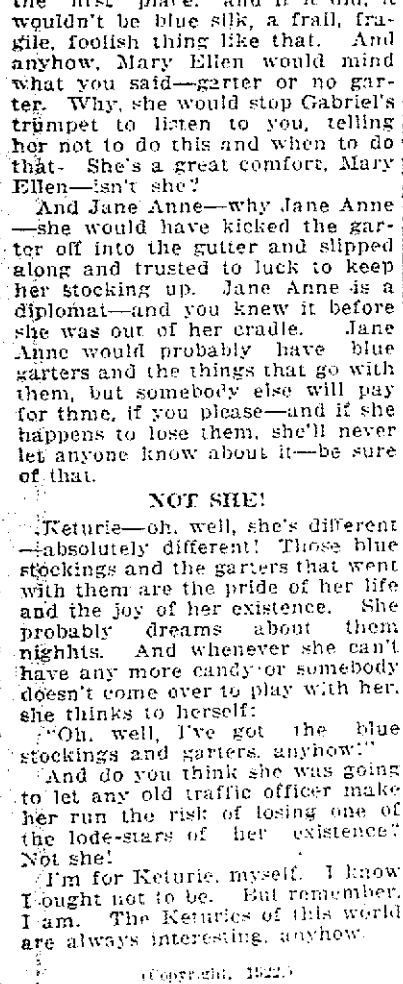 the first place, and if it did, it
wouldn't be blue silk, a frail, fra-
gile, foolish thing like that. And
anyhow, Mary Ellen would mind
what you said—garter or no gar-
ter. Why, she would stop Gabriel's
trumpet to listen to you, telling
her not to do this and when to do
that- She's a great comfort, Mary
Ellen—isn't she?
And Jane Anne—why Jane Anne
—she would have kicked the gar-
ter off into the gutter and slipped
along and trusted to luck to keep
her stocking up. Jane Anne is a
diplomat—and you knew it before
she was out of her cradle. Jane
Anne would probably have blue
garters and the things that go with
them, but somebody else will pay
for thme, if you please—and if she
happens to lose them, she'll never
let anyone know about it—be sure
of that.
NOT SHE!
Keturie—oh, well, she's different
—absolutely different! Those blue
stockings and the garters that went
with them are the pride of her life
and the joy of her existence. She
probably dreams about them
nighhts. And whenever she can't
have any more candy or somebody
doesn't come over to play with her,
she thinks to herself:
"Oh, well, I've got the blue
stockings and garters, anyhow!"
And do you think she was going
to let any old traffic officer make
her run the risk of losing one of
the lode-stars of her existence?
Not she!
I'm for Keturie, myself. I know
I ought not to be. But remember,
I am. The Keturies of this world
are always interesting, anyhow.
(Copyright, 1922.)